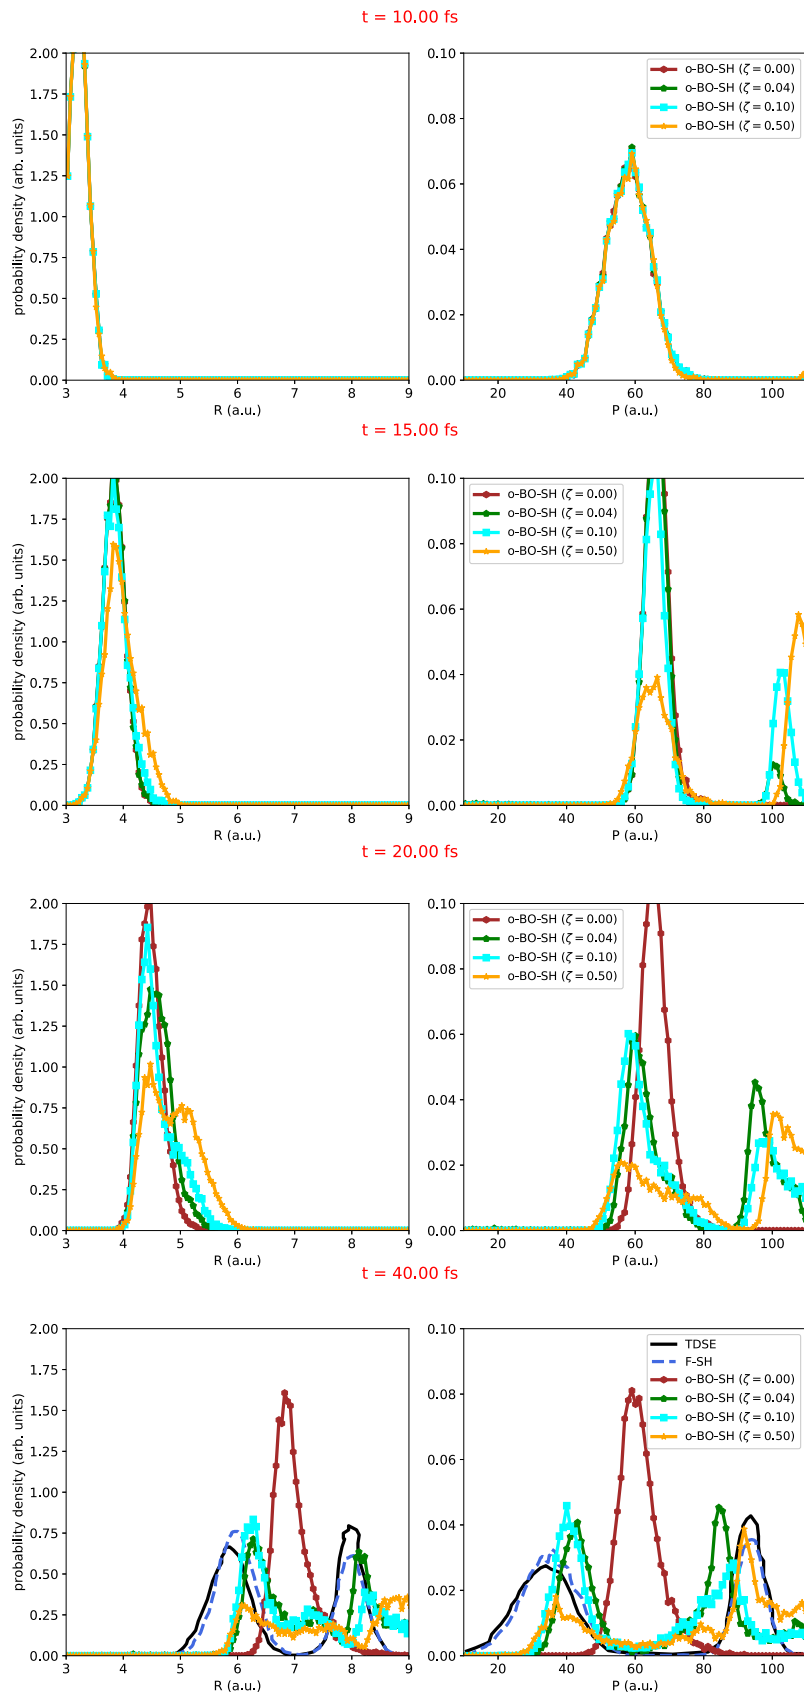 t = 10.00 fs
probability density (arb. units)
2.00
1.75
1.50
1.25
1.00
0.75
0.50
0.25
0.00
3 4 5 6 7 8 9
R (a.u.)
0.10
0.08
0.06
0.04
0.02
0.00
20 40 60 80 100
P (a.u.)
o-BO-SH (ζ = 0.00)
o-BO-SH (ζ = 0.04)
o-BO-SH (ζ = 0.10)
o-BO-SH (ζ = 0.50)
t = 15.00 fs
probability density (arb. units)
2.00
1.75
1.50
1.25
1.00
0.75
0.50
0.25
0.00
3 4 5 6 7 8 9
R (a.u.)
0.10
0.08
0.06
0.04
0.02
0.00
20 40 60 80 100
P (a.u.)
o-BO-SH (ζ = 0.00)
o-BO-SH (ζ = 0.04)
o-BO-SH (ζ = 0.10)
o-BO-SH (ζ = 0.50)
t = 20.00 fs
probability density (arb. units)
2.00
1.75
1.50
1.25
1.00
0.75
0.50
0.25
0.00
3 4 5 6 7 8 9
R (a.u.)
0.10
0.08
0.06
0.04
0.02
0.00
20 40 60 80 100
P (a.u.)
o-BO-SH (ζ = 0.00)
o-BO-SH (ζ = 0.04)
o-BO-SH (ζ = 0.10)
o-BO-SH (ζ = 0.50)
t = 40.00 fs
probability density (arb. units)
2.00
1.75
1.50
1.25
1.00
0.75
0.50
0.25
0.00
3 4 5 6 7 8 9
R (a.u.)
0.10
0.08
0.06
0.04
0.02
0.00
20 40 60 80 100
P (a.u.)
TDSE
F-SH
o-BO-SH (ζ = 0.00)
o-BO-SH (ζ = 0.04)
o-BO-SH (ζ = 0.10)
o-BO-SH (ζ = 0.50)